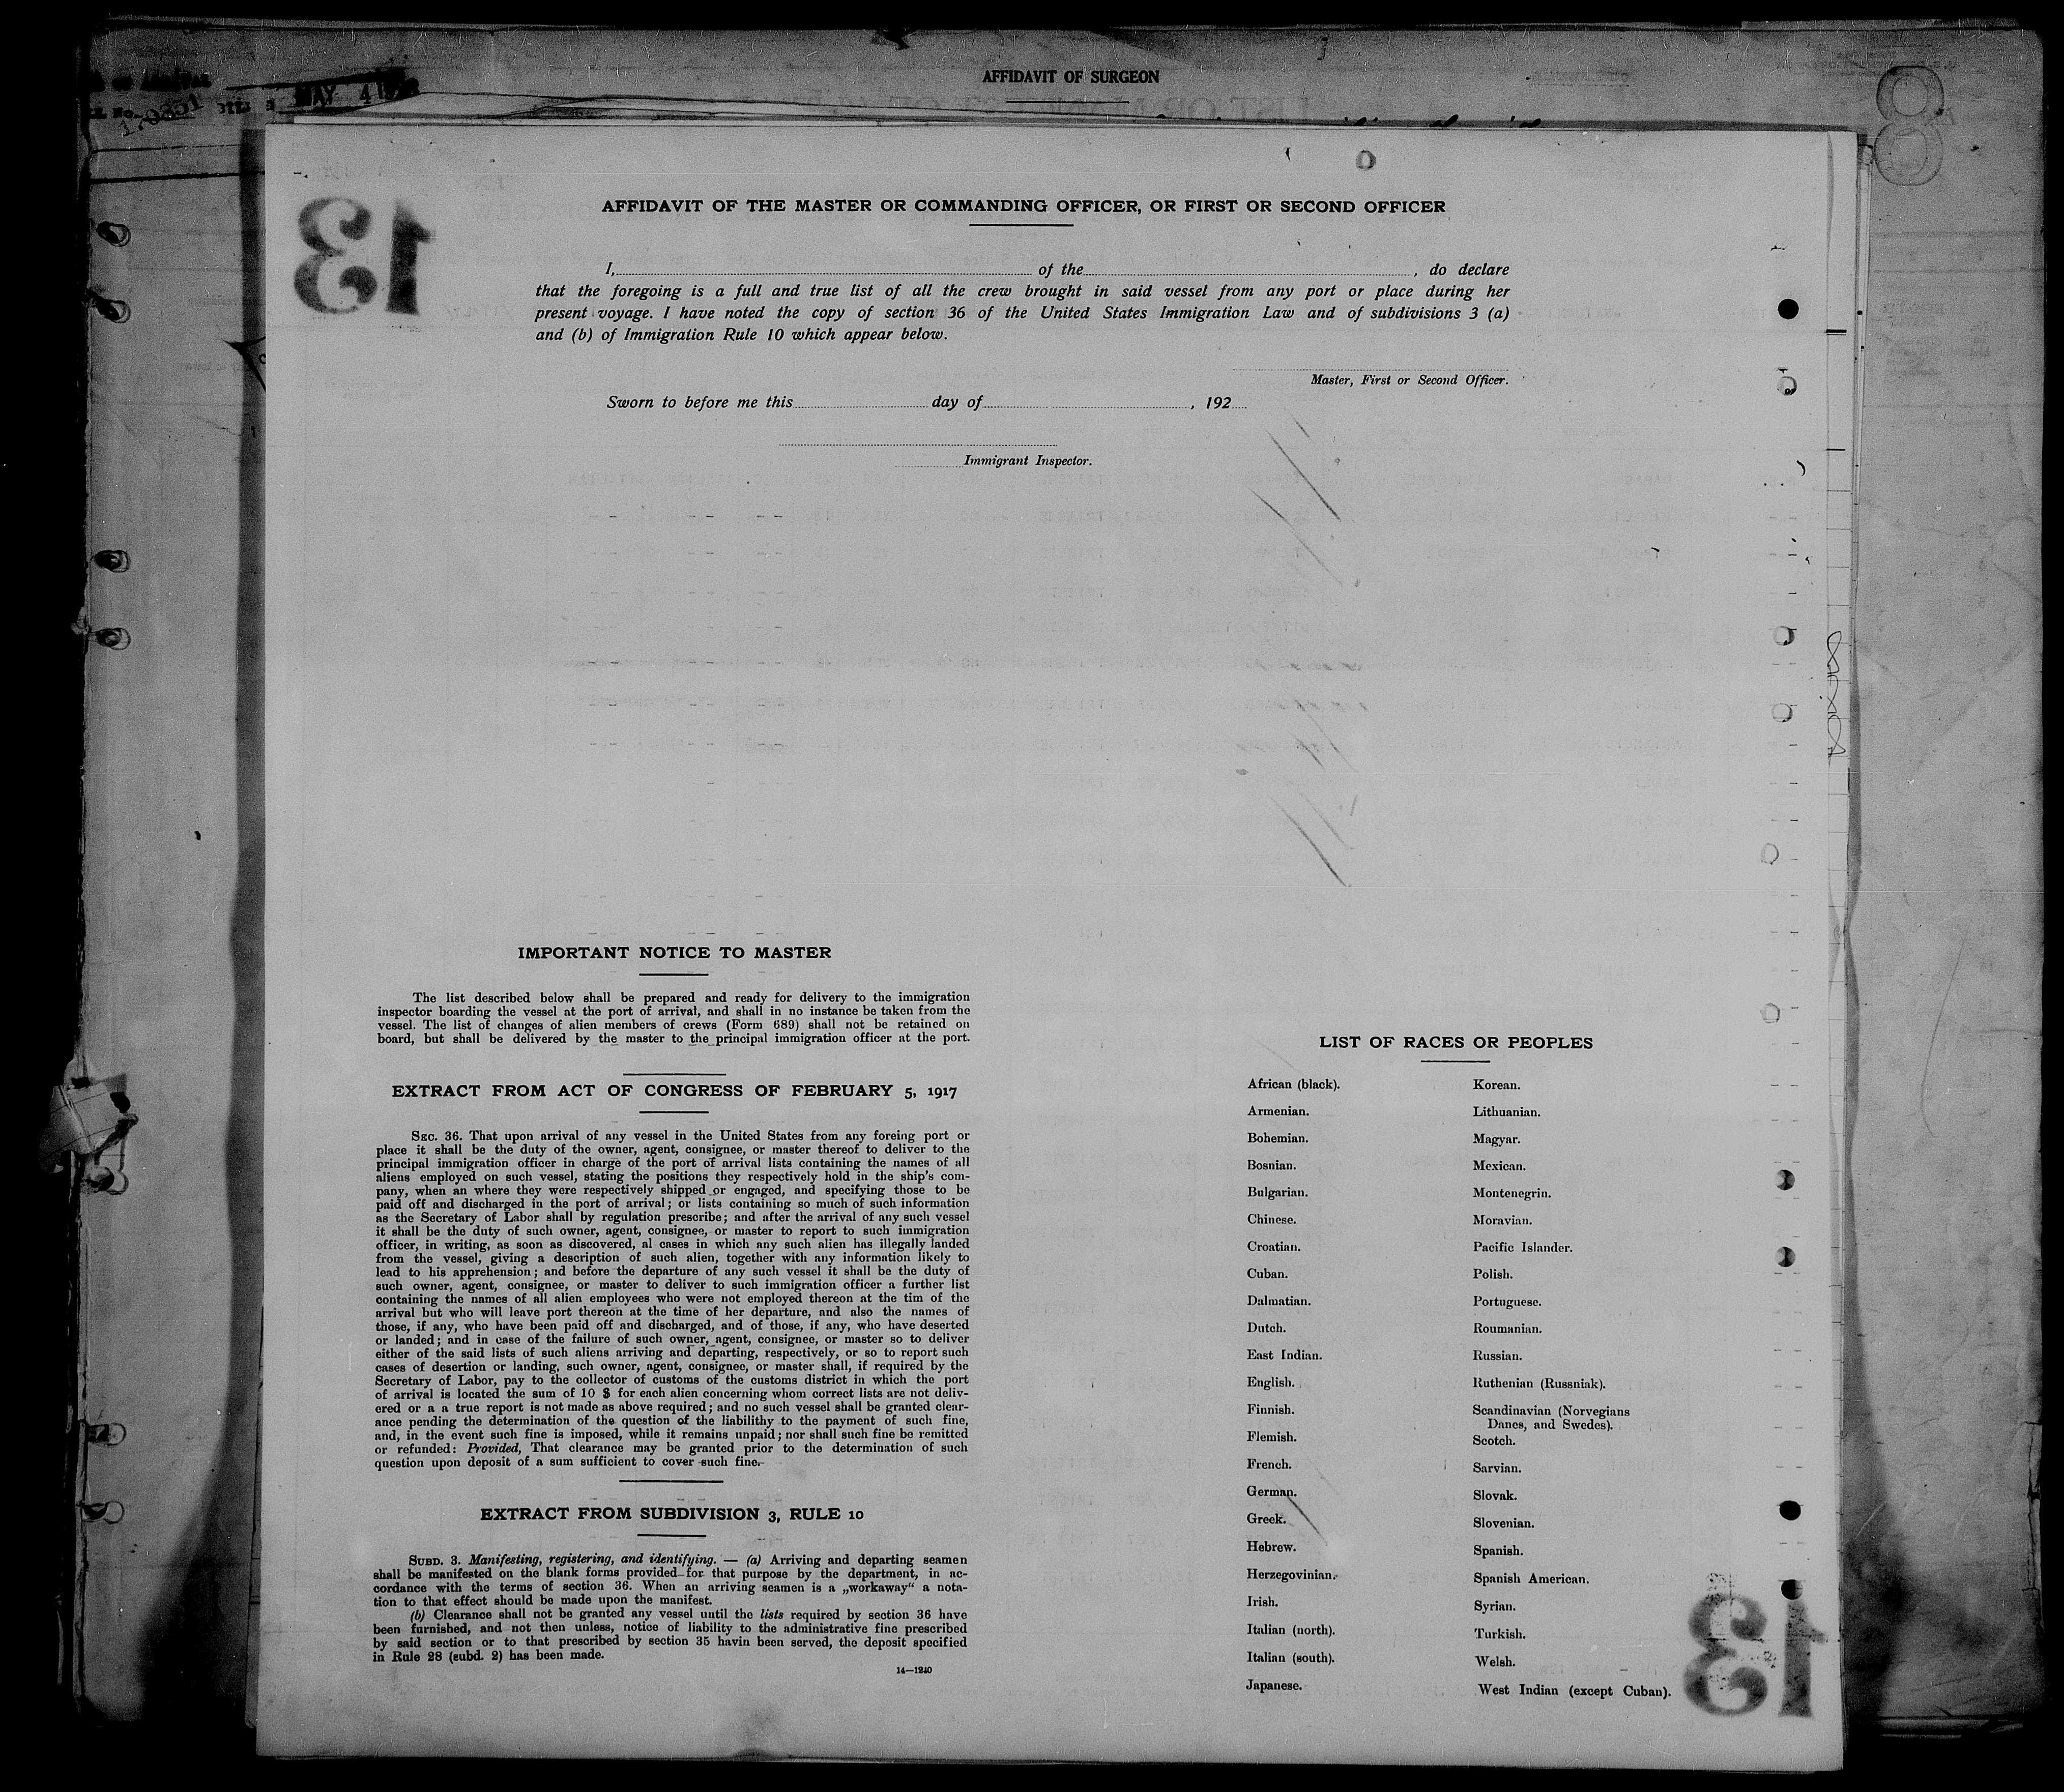 AFFIDAVIT OF SURGEON
MAY 4
170851
13
AFFIDAVIT OF THE MASTER OR COMMANDING OFFICER, OR FIRST OR SECOND OFFICER
I, of the , do declare
that the foregoing is a full and true list of all the crew brought in said vessel from any port or place during her
present voyage. I have noted the copy of section 36 of the United States Immigration Law and of subdivisions 3 (a)
and (b) of Immigration Rule 10 which appear below.
Master, First or Second Officer.
Sworn to before me this day of , 192
Immigrant Inspector.
IMPORTANT NOTICE TO MASTER
The list described below shall be prepared and ready for delivery to the immigration
inspector boarding the vessel at the port of arrival, and shall in no instance be taken from the
vessel. The list of changes of alien members of crews (Form 689) shall not be retained on
board, but shall be delivered by the master to the principal immigration officer at the port.
EXTRACT FROM ACT OF CONGRESS OF FEBRUARY 5, 1917
SEC. 36. That upon arrival of any vessel in the United States from any foreing port or
place it shall be the duty of the owner, agent, consignee, or master thereof to deliver to the
principal immigration officer in charge of the port of arrival lists containing the names of all
aliens employed on such vessel, stating the positions they respectively hold in the ship's com-
pany, when an where they were respectively shipped or engaged, and specifying those to be
paid off and discharged in the port of arrival; or lists containing so much of such information
as the Secretary of Labor shall by regulation prescribe; and after the arrival of any such vessel
it shall be the duty of such owner, agent, consignee, or master to report to such immigration
officer, in writing, as soon as discovered, al cases in which any such alien has illegally landed
from the vessel, giving a description of such alien, together with any information likely to
lead to his apprehension; and before the departure of any such vessel it shall be the duty of
such owner, agent, consignee, or master to deliver to such immigration officer a further list
containing the names of all alien employees who were not employed thereon at the tim of the
arrival but who will leave port thereon at the time of her departure, and also the names of
those, if any, who have been paid off and discharged, and of those, if any, who have deserted
or landed; and in case of the failure of such owner, agent, consignee, or master so to deliver
either of the said lists of such aliens arriving and departing, respectively, or so to report such
cases of desertion or landing, such owner, agent, consignee, or master shall, if required by the
Secretary of Labor, pay to the collector of customs of the customs district in which the port
of arrival is located the sum of 10 $ for each alien concerning whom correct lists are not deliv-
ered or a a true report is not made as above required; and no such vessel shall be granted clear-
ance pending the determination of the question of the liabilithy to the payment of such fine,
and, in the event such fine is imposed, while it remains unpaid; nor shall such fine be remitted
or refunded: Provided, That clearance may be granted prior to the determination of such
question upon deposit of a sum sufficient to cover such fine.
EXTRACT FROM SUBDIVISION 3, RULE 10
SUBD. 3. Manifesting, registering, and identifying. — (a) Arriving and departing seamen
shall be manifested on the blank forms provided for that purpose by the department, in ac-
cordance with the terms of section 36. When an arriving seamen is a „workaway“ a nota-
tion to that effect should be made upon the manifest.
(b) Clearance shall not be granted any vessel until the lists required by section 36 have
been furnished, and not then unless, notice of liability to the administrative fine prescribed
by said section or to that prescribed by section 35 havin been served, the deposit specified
in Rule 28 (subd. 2) has been made.
14—1240
LIST OF RACES OR PEOPLES
African (black).
Armenian.
Bohemian.
Bosnian.
Bulgarian.
Chinese.
Croatian.
Cuban.
Dalmatian.
Dutch.
East Indian.
English.
Finnish.
Flemish.
French.
German.
Greek.
Hebrew.
Herzegovinian.
Irish.
Italian (north).
Italian (south).
Japanese.
Korean.
Lithuanian.
Magyar.
Mexican.
Montenegrin.
Moravian.
Pacific Islander.
Polish.
Portuguese.
Roumanian.
Russian.
Ruthenian (Russniak).
Scandinavian (Norvegians
Danes, and Swedes).
Scotch.
Sarvian.
Slovak.
Slovenian.
Spanish.
Spanish American.
Syrian.
Turkish.
Welsh.
West Indian (except Cuban).
13